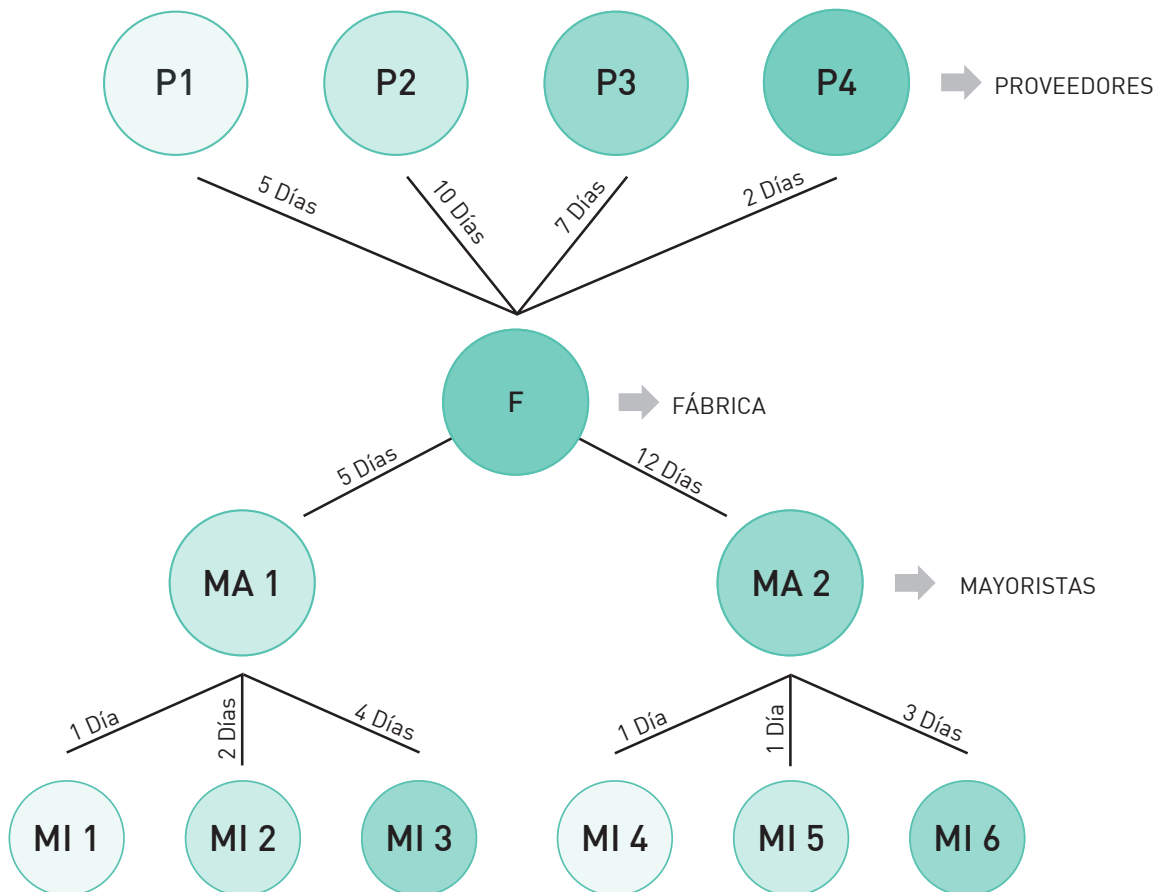 P1
P2
P3
P4
PROVEEDORES
5 Días
10 Días
7 Días
2 Días
F
FÁBRICA
5 Días
12 Días
MA 1
MA 2
MAYORISTAS
1 Día
2 Días
4 Días
1 Día
1 Día
3 Días
MI 1
MI 2
MI 3
MI 4
MI 5
MI 6